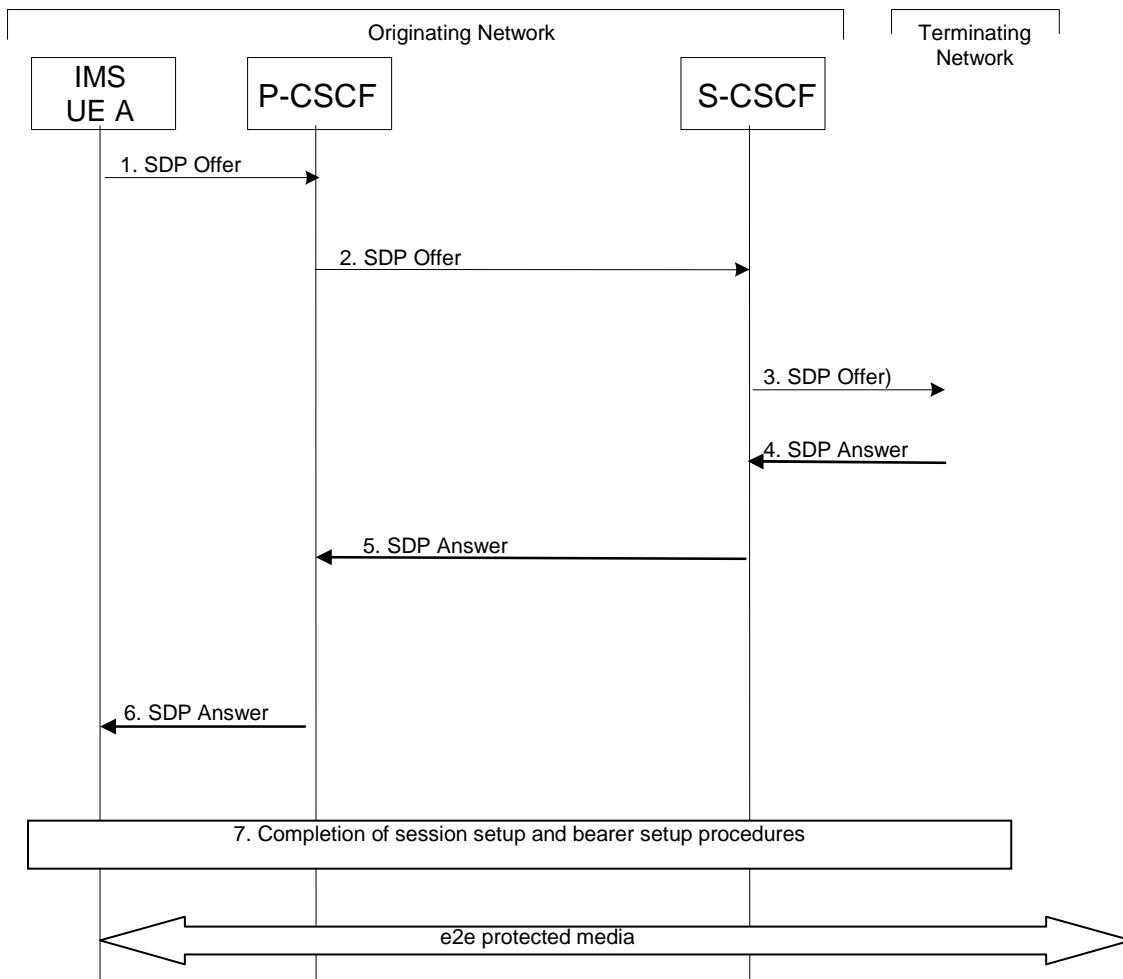 Originating Network
Terminating
Network
IMS
UE A
P-CSCF
S-CSCF
1. SDP Offer
2. SDP Offer
3. SDP Offer)
4. SDP Answer
5. SDP Answer
6. SDP Answer
7. Completion of session setup and bearer setup procedures
e2e protected media